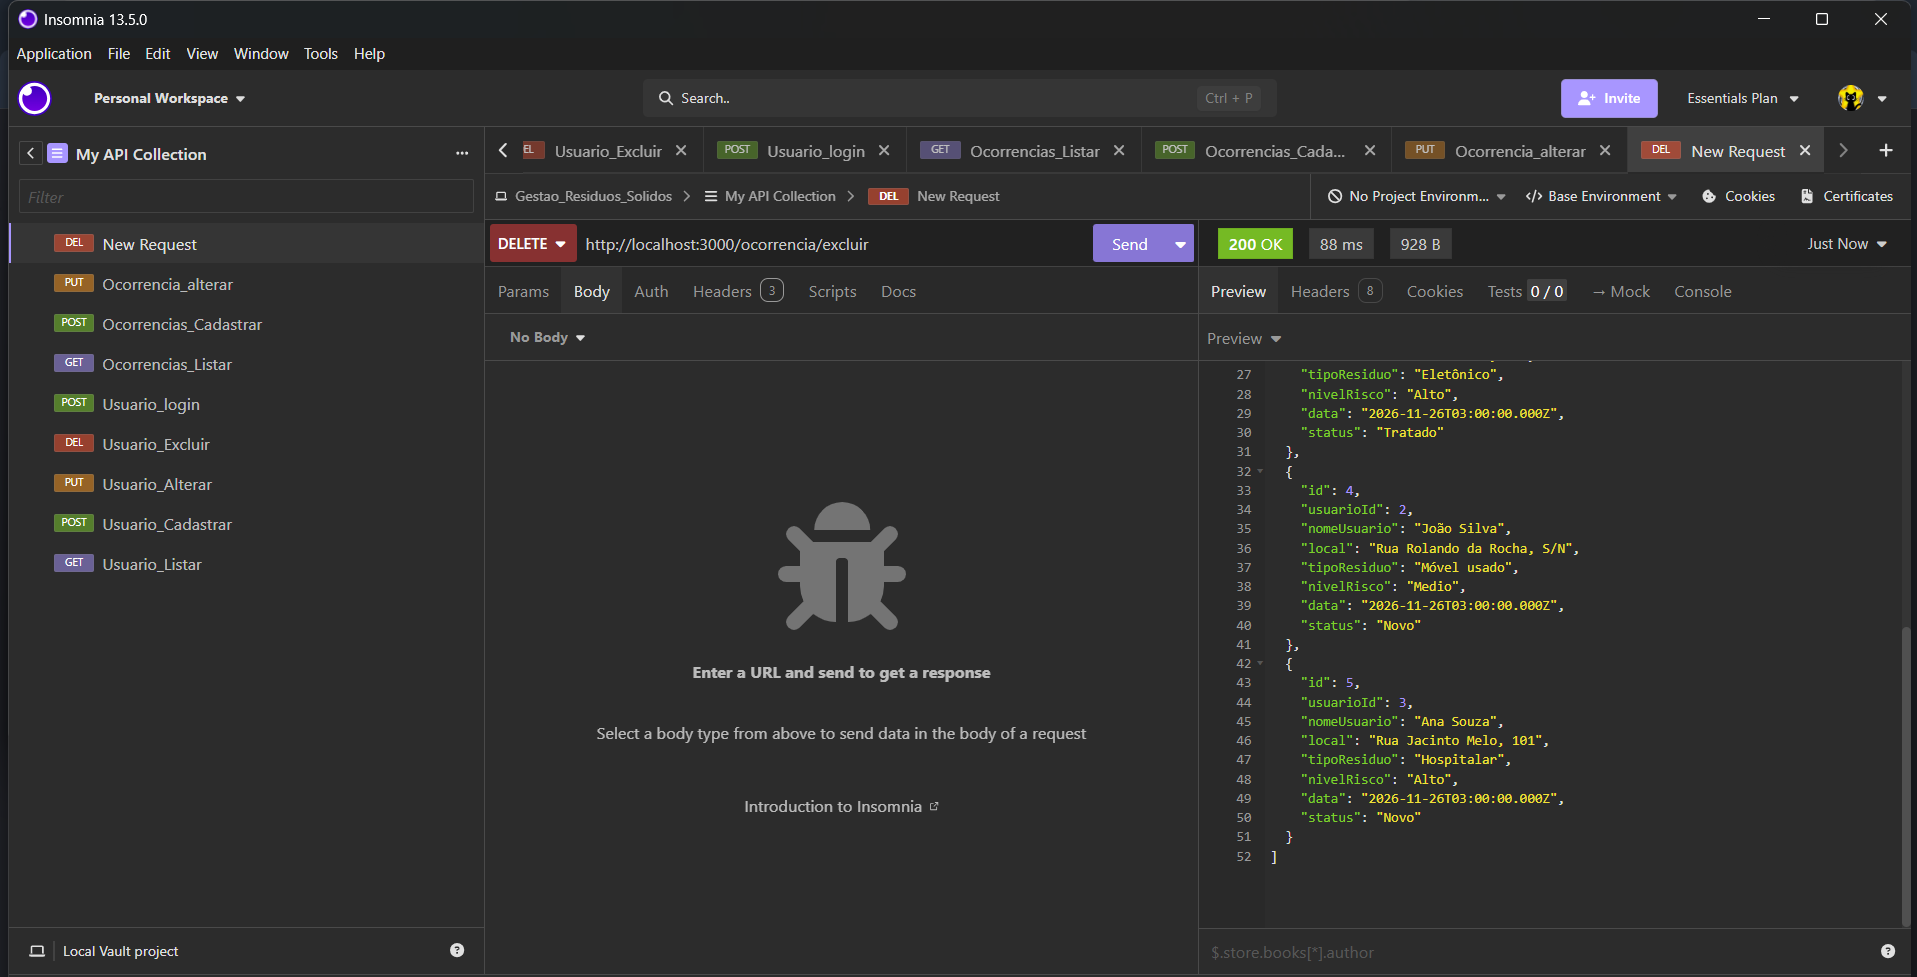 Insomnia 13.5.0
Application File Edit View Window Tools Help
Personal Workspace
Search..
Ctrl + P
Invite
Essentials Plan
My API Collection
Filter
DEL New Request
PUT Ocorrencia_alterar
POST Ocorrencias_Cadastrar
GET Ocorrencias_Listar
POST Usuario_login
DEL Usuario_Excluir
PUT Usuario_Alterar
POST Usuario_Cadastrar
GET Usuario_Listar
Local Vault project
EL Usuario_Excluir
POST Usuario_login
GET Ocorrencias_Listar
POST Ocorrencias_Cada...
PUT Ocorrencia_alterar
DEL New Request
Gestao_Residuos_Solidos
My API Collection
DEL New Request
No Project Environm...
Base Environment
Cookies
Certificates
DELETE http://localhost:3000/ocorrencia/excluir
Send
Params Body Auth Headers 3 Scripts Docs
No Body
Enter a URL and send to get a response
Select a body type from above to send data in the body of a request
Introduction to Insomnia
200 OK 88 ms 928 B
Just Now
Preview Headers 8 Cookies Tests 0 / 0 → Mock Console
Preview
27 "tipoResiduo": "Eletônico",
28 "nivelRisco": "Alto",
29 "data": "2026-11-26T03:00:00.000Z",
30 "status": "Tratado"
31 },
32 {
33 "id": 4,
34 "usuarioId": 2,
35 "nomeUsuario": "João Silva",
36 "local": "Rua Rolando da Rocha, S/N",
37 "tipoResiduo": "Móvel usado",
38 "nivelRisco": "Medio",
39 "data": "2026-11-26T03:00:00.000Z",
40 "status": "Novo"
41 },
42 {
43 "id": 5,
44 "usuarioId": 3,
45 "nomeUsuario": "Ana Souza",
46 "local": "Rua Jacinto Melo, 101",
47 "tipoResiduo": "Hospitalar",
48 "nivelRisco": "Alto",
49 "data": "2026-11-26T03:00:00.000Z",
50 "status": "Novo"
51 }
52 ]
$.store.books[*].author